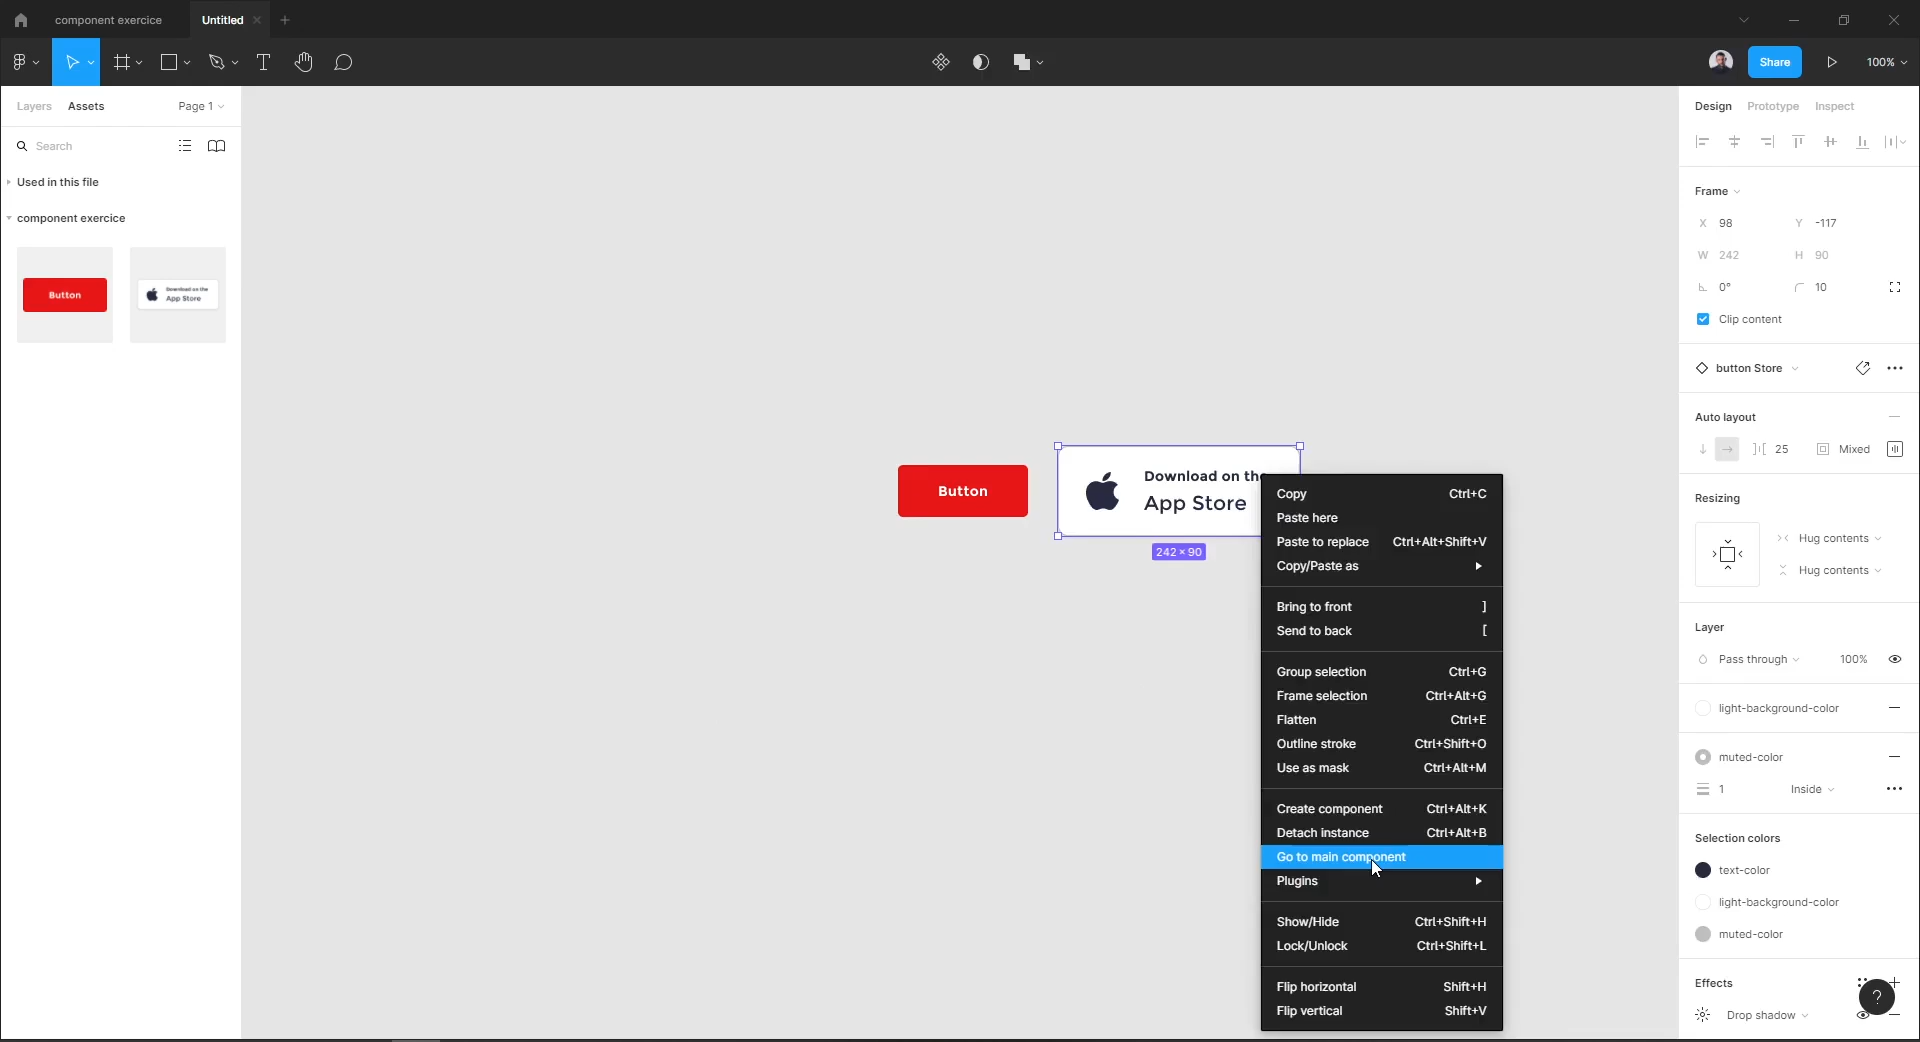 component exercice
Untitled
Share
100%
Layers
Assets
Page 1
Search
Used in this file
component exercice
Button
Download on the
App Store
Button
Download on the
App Store
242 × 90
Copy Ctrl+C
Paste here
Paste to replace Ctrl+Alt+Shift+V
Copy/Paste as
Bring to front ]
Send to back [
Group selection Ctrl+G
Frame selection Ctrl+Alt+G
Flatten Ctrl+E
Outline stroke Ctrl+Shift+O
Use as mask Ctrl+Alt+M
Create component Ctrl+Alt+K
Detach instance Ctrl+Alt+B
Go to main component
Plugins
Show/Hide Ctrl+Shift+H
Lock/Unlock Ctrl+Shift+L
Flip horizontal Shift+H
Flip vertical Shift+V
Design Prototype Inspect
Frame
X 98 Y -117
W 242 H 90
0° 10
Clip content
button Store
Auto layout
25 Mixed
Resizing
Hug contents
Hug contents
Layer
Pass through 100%
light-background-color
muted-color
1 Inside
Selection colors
text-color
light-background-color
muted-color
Effects
?
Drop shadow